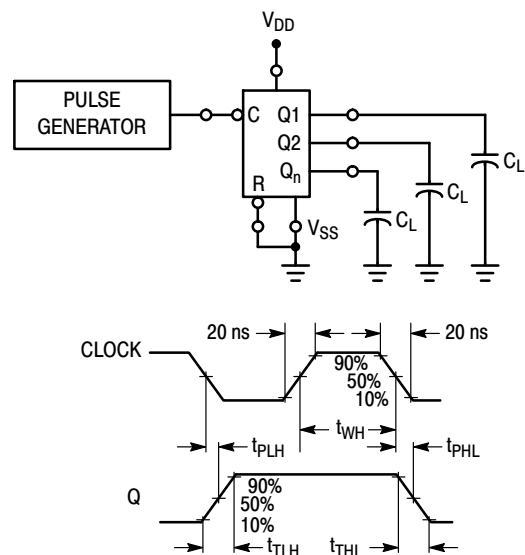 V_DD
PULSE
GENERATOR
C
Q1
Q2
Q_n
R
V_SS
C_L
C_L
C_L
20 ns
20 ns
CLOCK
90%
50%
10%
t_WH
t_PLH
t_PHL
Q
90%
50%
10%
t_TLH
t_THL